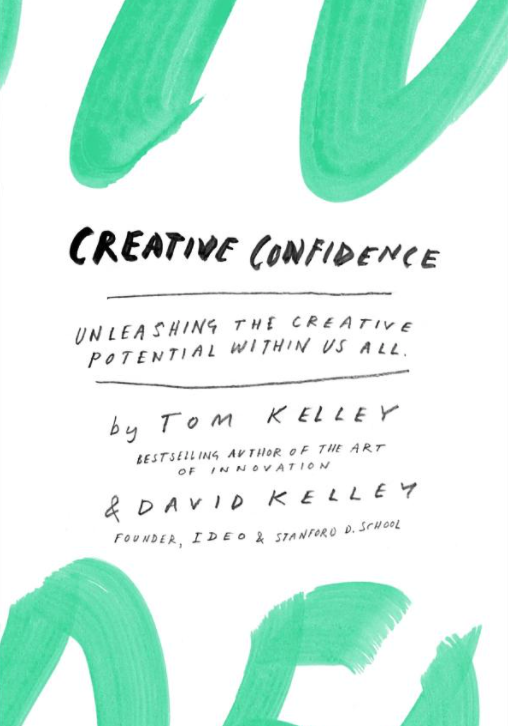 CREATIVE CONFIDENCE
UNLEASHING THE CREATIVE
POTENTIAL WITHIN US ALL.
by TOM KELLEY
BESTSELLING AUTHOR OF THE ART
OF INNOVATION
& DAVID KELLEY
FOUNDER, IDEO & STANFORD D. SCHOOL